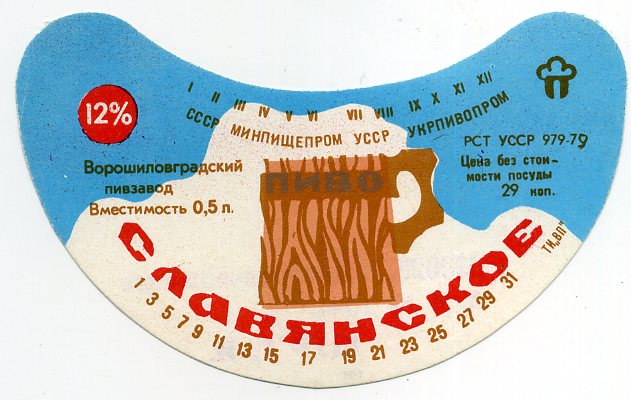 I II III IV V VI VII VIII IX X XI XII
СССР МИНПИЩЕПРОМ УССР УКРПИВОПРОМ
12%
Ворошиловградский
пивзавод
Вместимость 0,5 л.
ПИВО
РСТ УССР 979-79
Цена без стои-
мости посуды
29 коп.
СЛАВЯНСКОЕ
ТИ„ВП"
1 3 5 7 9 11 13 15 17 19 21 23 25 27 29 31